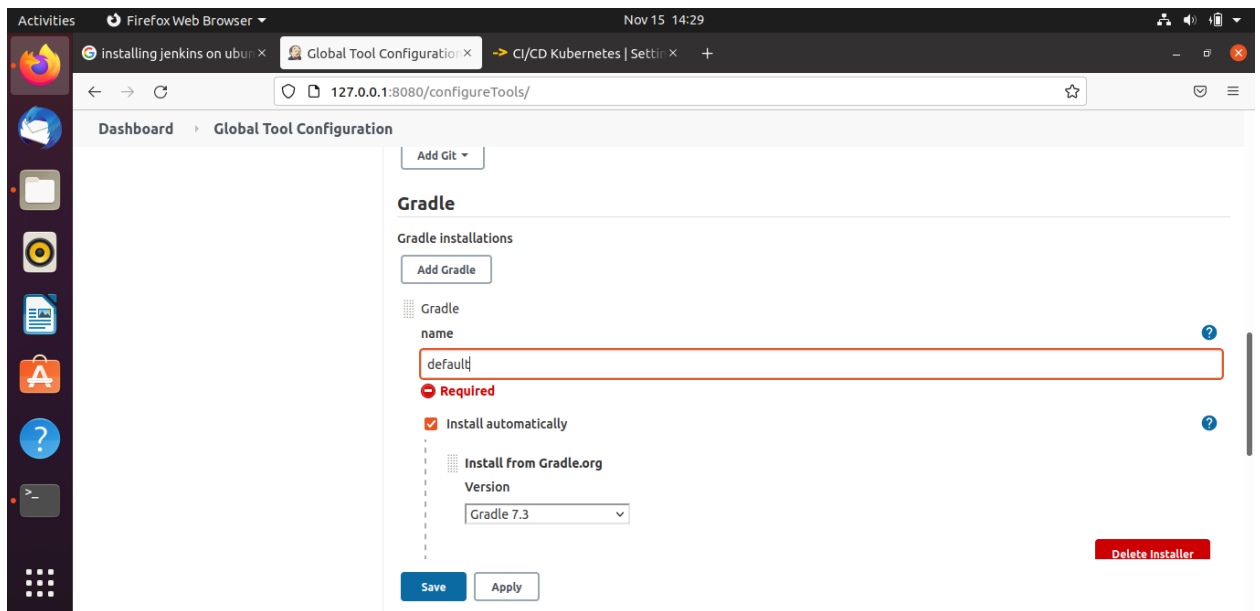 Activities Firefox Web Browser Nov 15 14:29
installing jenkins on ubun Global Tool Configuration CI/CD Kubernetes | Settin
127.0.0.1:8080/configureTools/
Dashboard Global Tool Configuration
Add Git
Gradle
Gradle installations
Add Gradle
Gradle
name
default
Required
Install automatically
Install from Gradle.org
Version
Gradle 7.3
Delete Installer
Save Apply